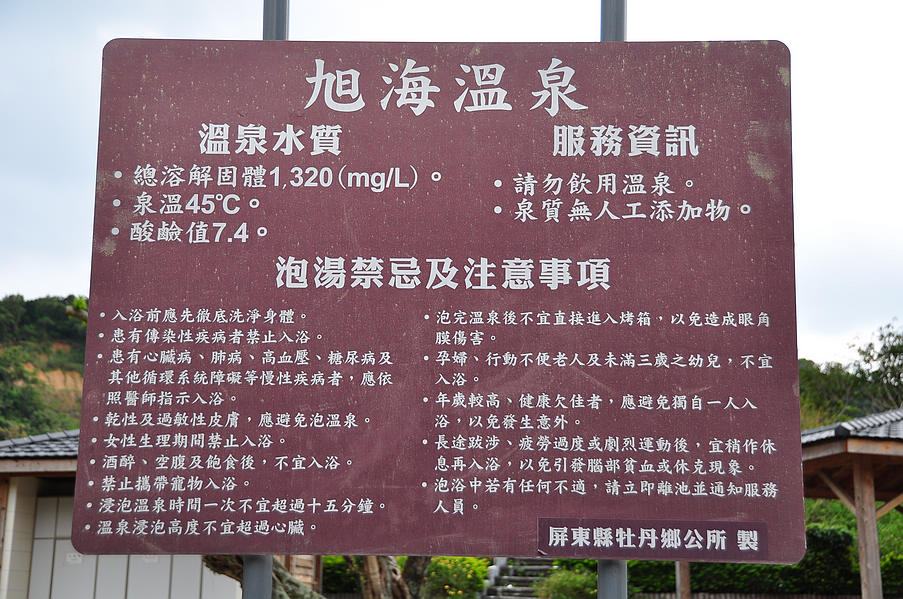 旭海溫泉
溫泉水質
• 總溶解固體1,320(mg/L)。
• 泉溫45℃。
• 酸鹼值7.4。
服務資訊
• 請勿飲用溫泉。
• 泉質無人工添加物。
泡湯禁忌及注意事項
• 入浴前應先徹底洗淨身體。
• 患有傳染性疾病者禁止入浴。
• 患有心臟病、肺病、高血壓、糖尿病及
其他循環系統障礙等慢性疾病者，應依
照醫師指示入浴。
• 乾性及過敏性皮膚，應避免泡溫泉。
• 女性生理期間禁止入浴。
• 酒醉、空腹及飽食後，不宜入浴。
• 禁止攜帶寵物入浴。
• 浸泡溫泉時間一次不宜超過十五分鐘。
• 溫泉浸泡高度不宜超過心臟。
• 泡完溫泉後不宜直接進入烤箱，以免造成眼角
膜傷害。
• 孕婦、行動不便老人及未滿三歲之幼兒，不宜
入浴。
• 年歲較高、健康欠佳者，應避免獨自一人入
浴，以免發生意外。
• 長途跋涉、疲勞過度或劇烈運動後，宜稍作休
息再入浴，以免引發腦部貧血或休克現象。
• 泡浴中若有任何不適，請立即離池並通知服務
人員。
屏東縣牡丹鄉公所 製